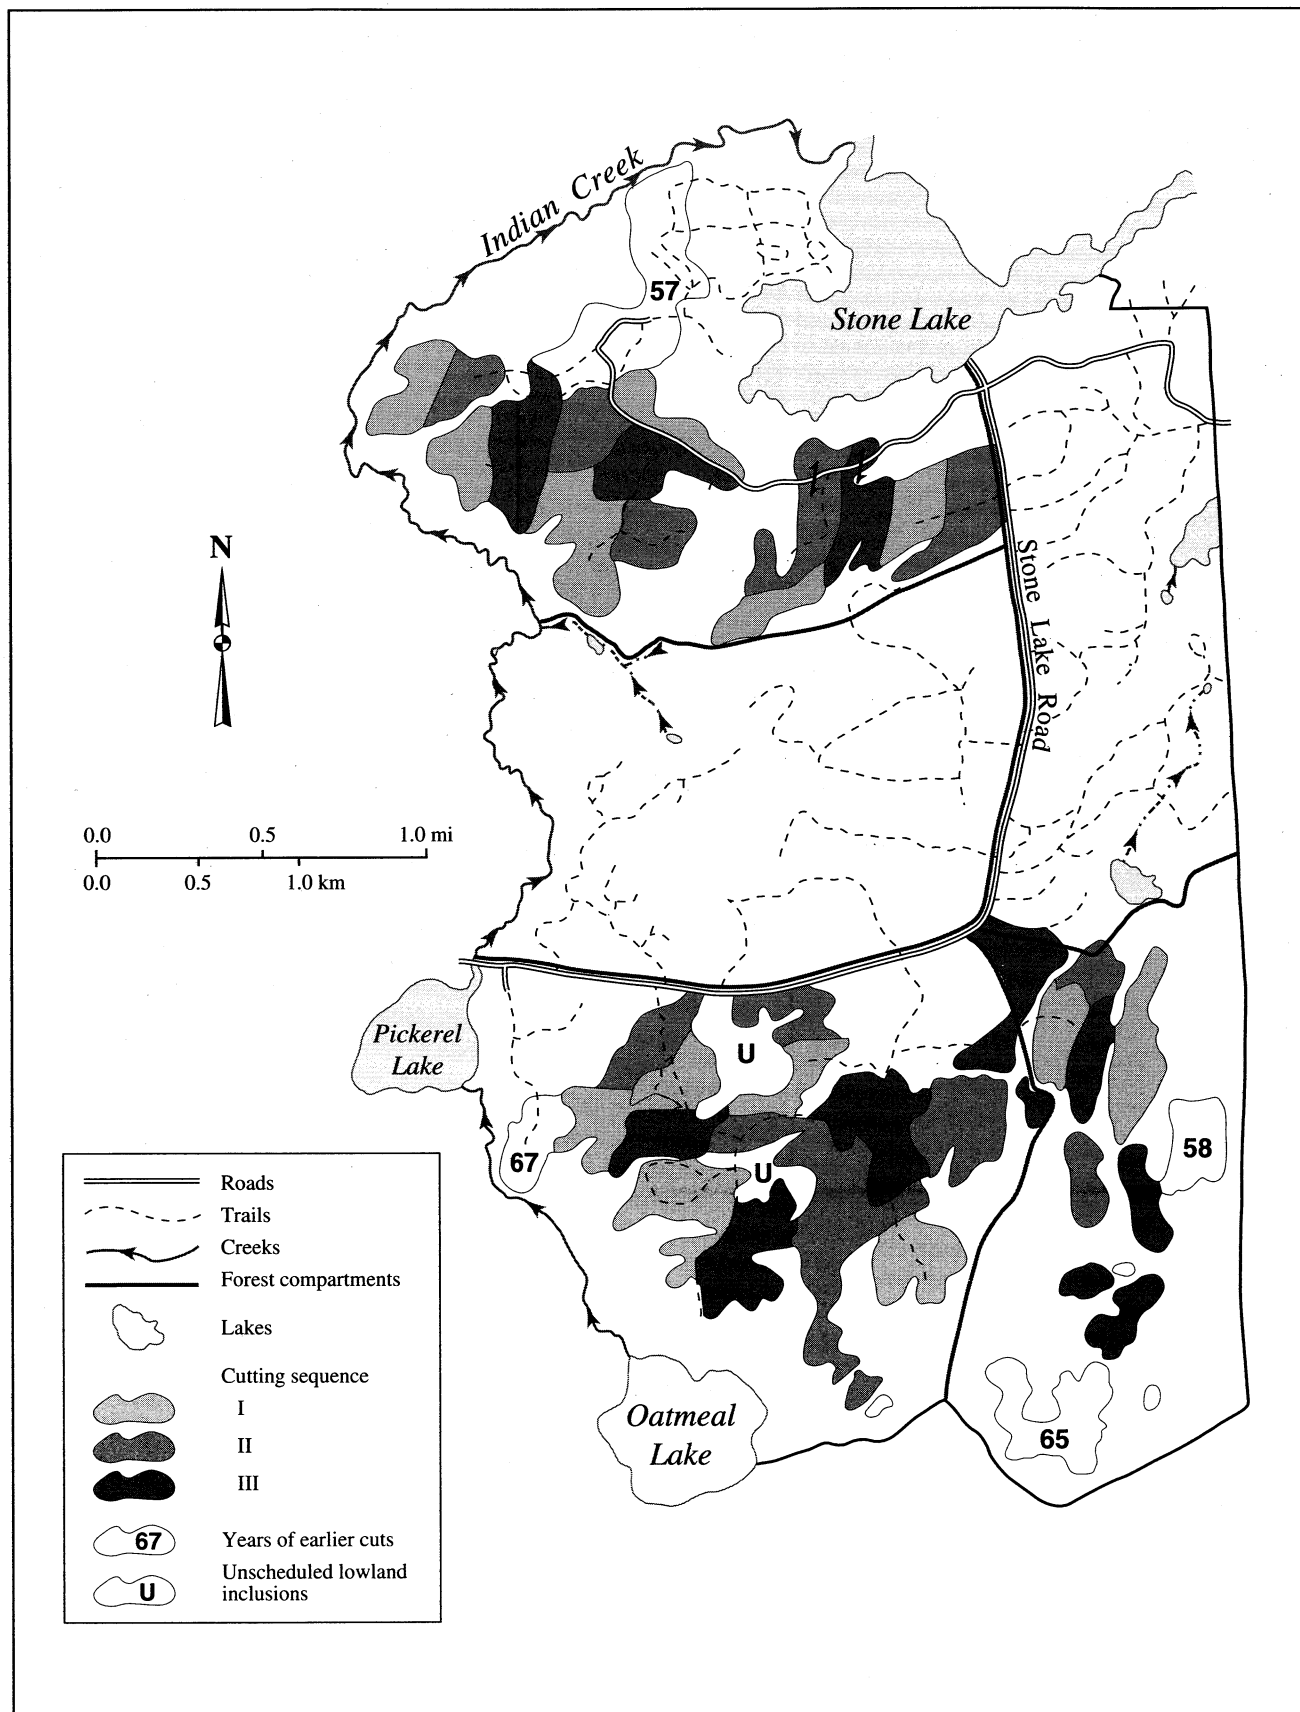 Indian Creek
57
Stone Lake
N
Stone Lake Road
0.0 0.5 1.0 mi
0.0 0.5 1.0 km
Pickerel
Lake
U
67
U
58
Oatmeal
Lake
65
Roads
Trails
Creeks
Forest compartments
Lakes
Cutting sequence
I
II
III
67 Years of earlier cuts
U Unscheduled lowland
inclusions